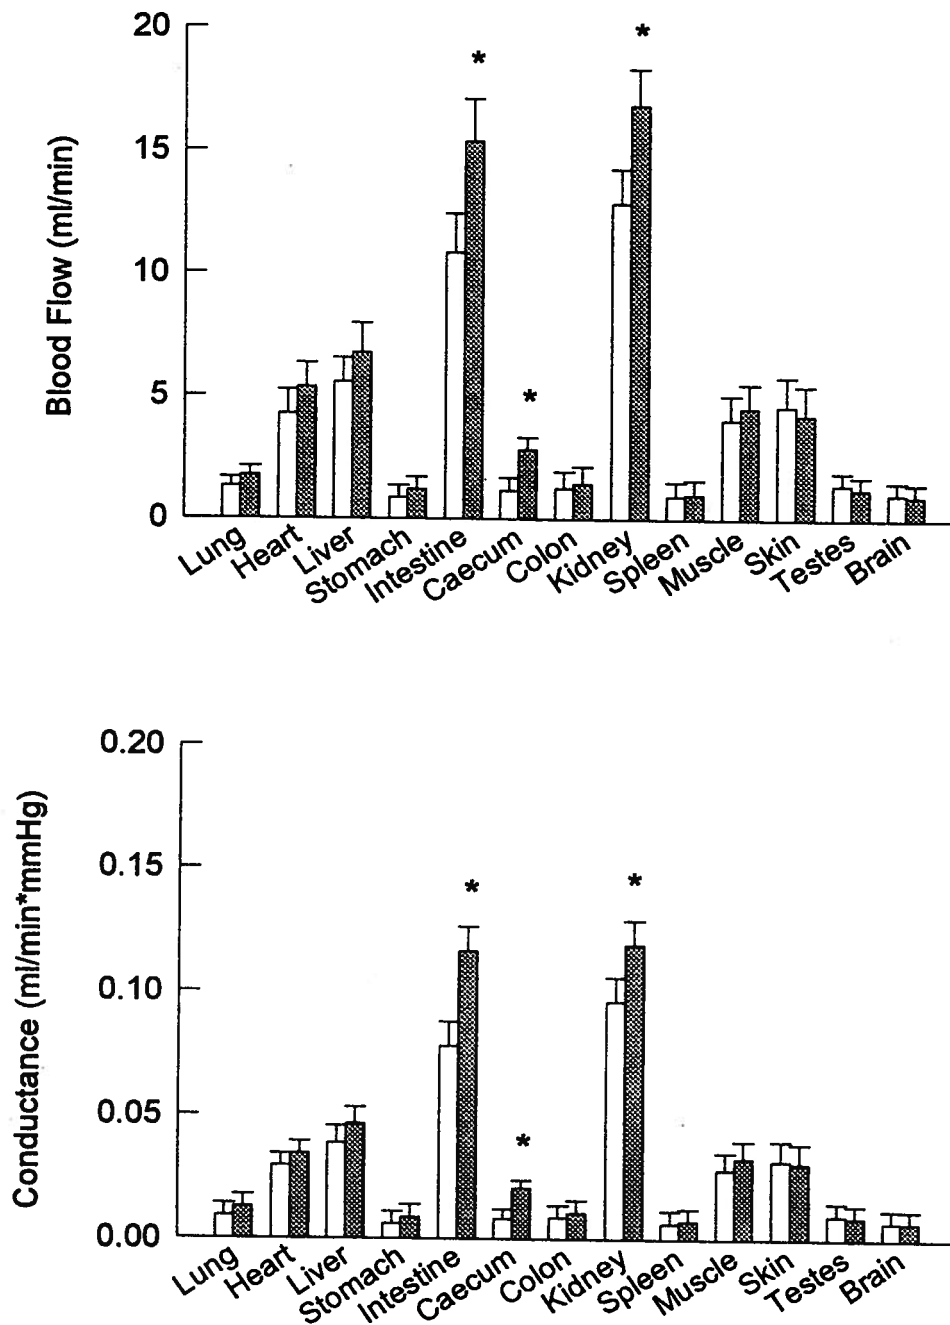 20
15
10
5
0
Blood Flow (ml/min)
*
*
*
Lung
Heart
Liver
Stomach
Intestine
Caecum
Colon
Kidney
Spleen
Muscle
Skin
Testes
Brain
0.20
0.15
0.10
0.05
0.00
Conductance (ml/min*mmHg)
*
*
*
Lung
Heart
Liver
Stomach
Intestine
Caecum
Colon
Kidney
Spleen
Muscle
Skin
Testes
Brain